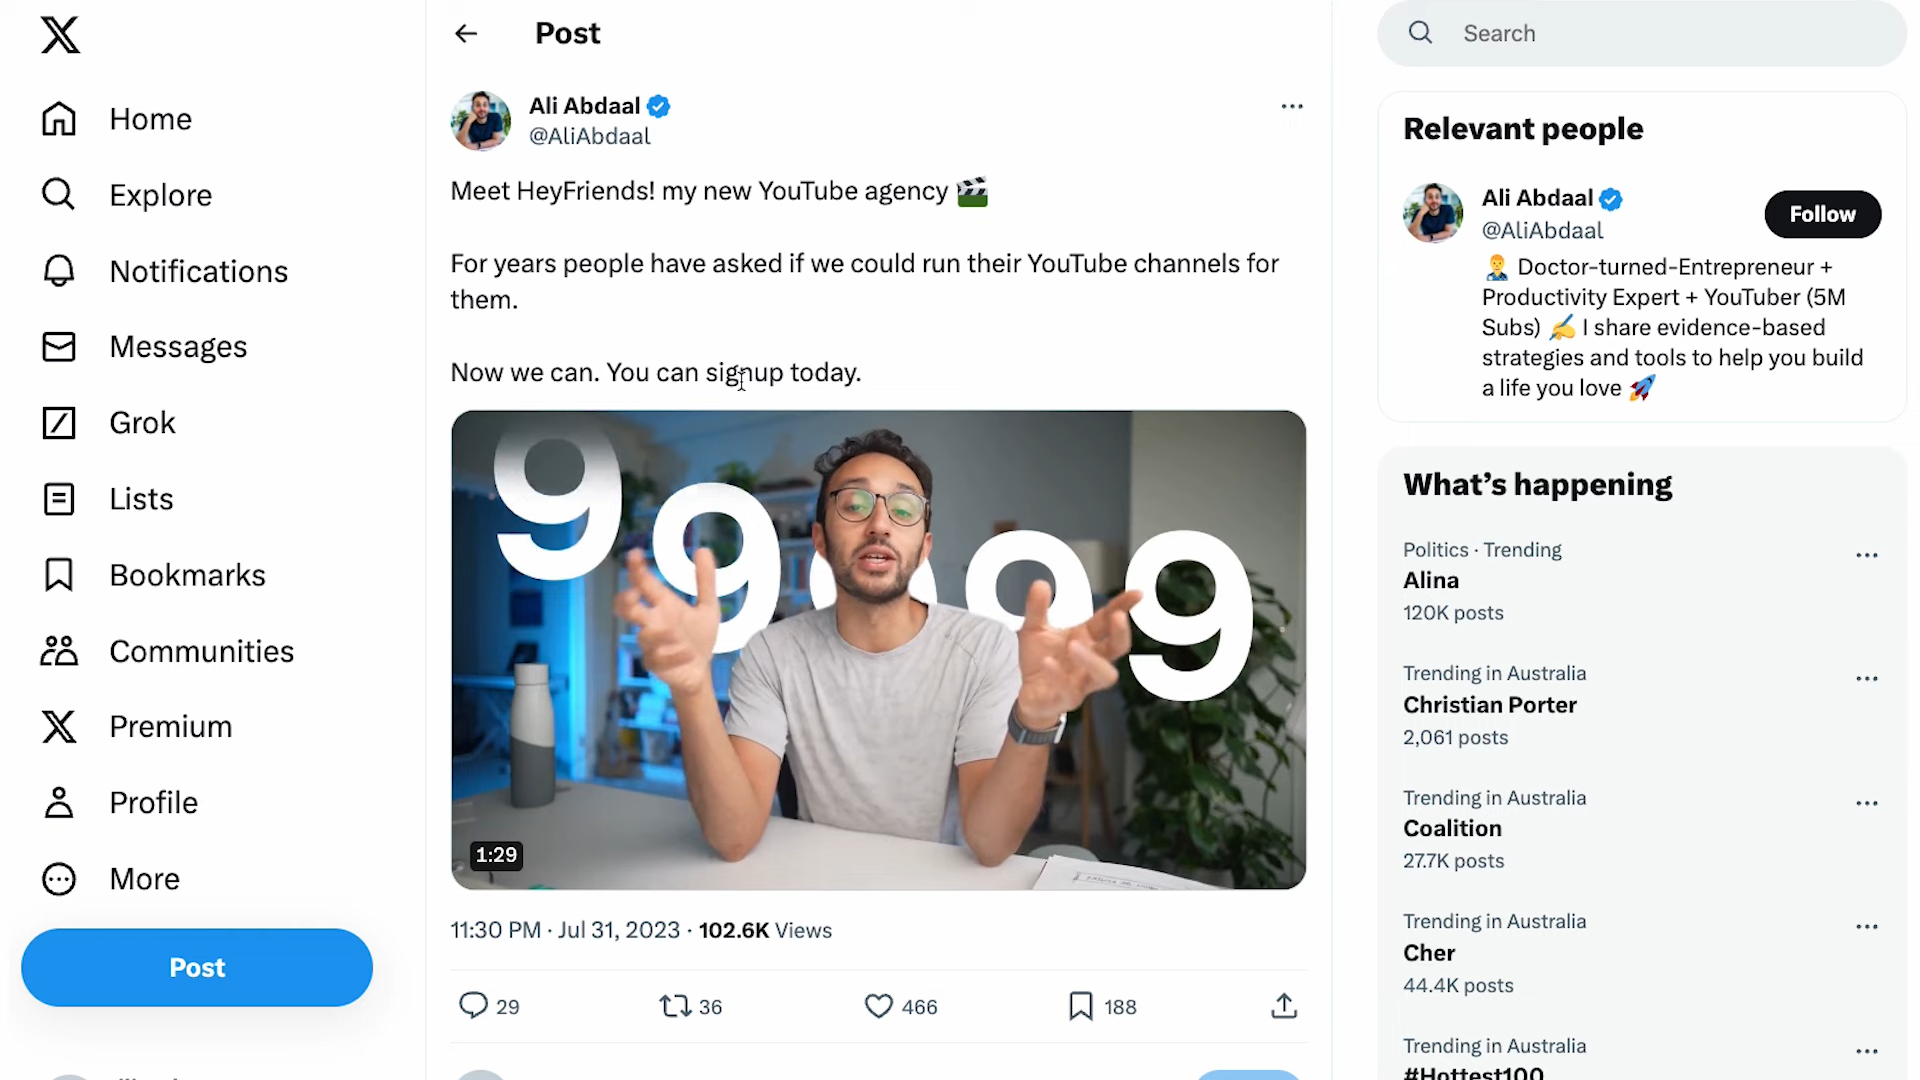 Home
Explore
Notifications
Messages
Grok
Lists
Bookmarks
Communities
Premium
Profile
More
Post
Post
Ali Abdaal
@AliAbdaal
Meet HeyFriends! my new YouTube agency 🎬
For years people have asked if we could run their YouTube channels for
them.
Now we can. You can signup today.
99999
1:29
11:30 PM · Jul 31, 2023 · 102.6K Views
29 36 466 188
Search
Relevant people
Ali Abdaal
@AliAbdaal
Follow
👨‍⚕️ Doctor-turned-Entrepreneur +
Productivity Expert + YouTuber (5M
Subs) ✍️ I share evidence-based
strategies and tools to help you build
a life you love 🚀
What’s happening
Politics · Trending
Alina
120K posts
Trending in Australia
Christian Porter
2,061 posts
Trending in Australia
Coalition
27.7K posts
Trending in Australia
Cher
44.4K posts
Trending in Australia
#Hottest100